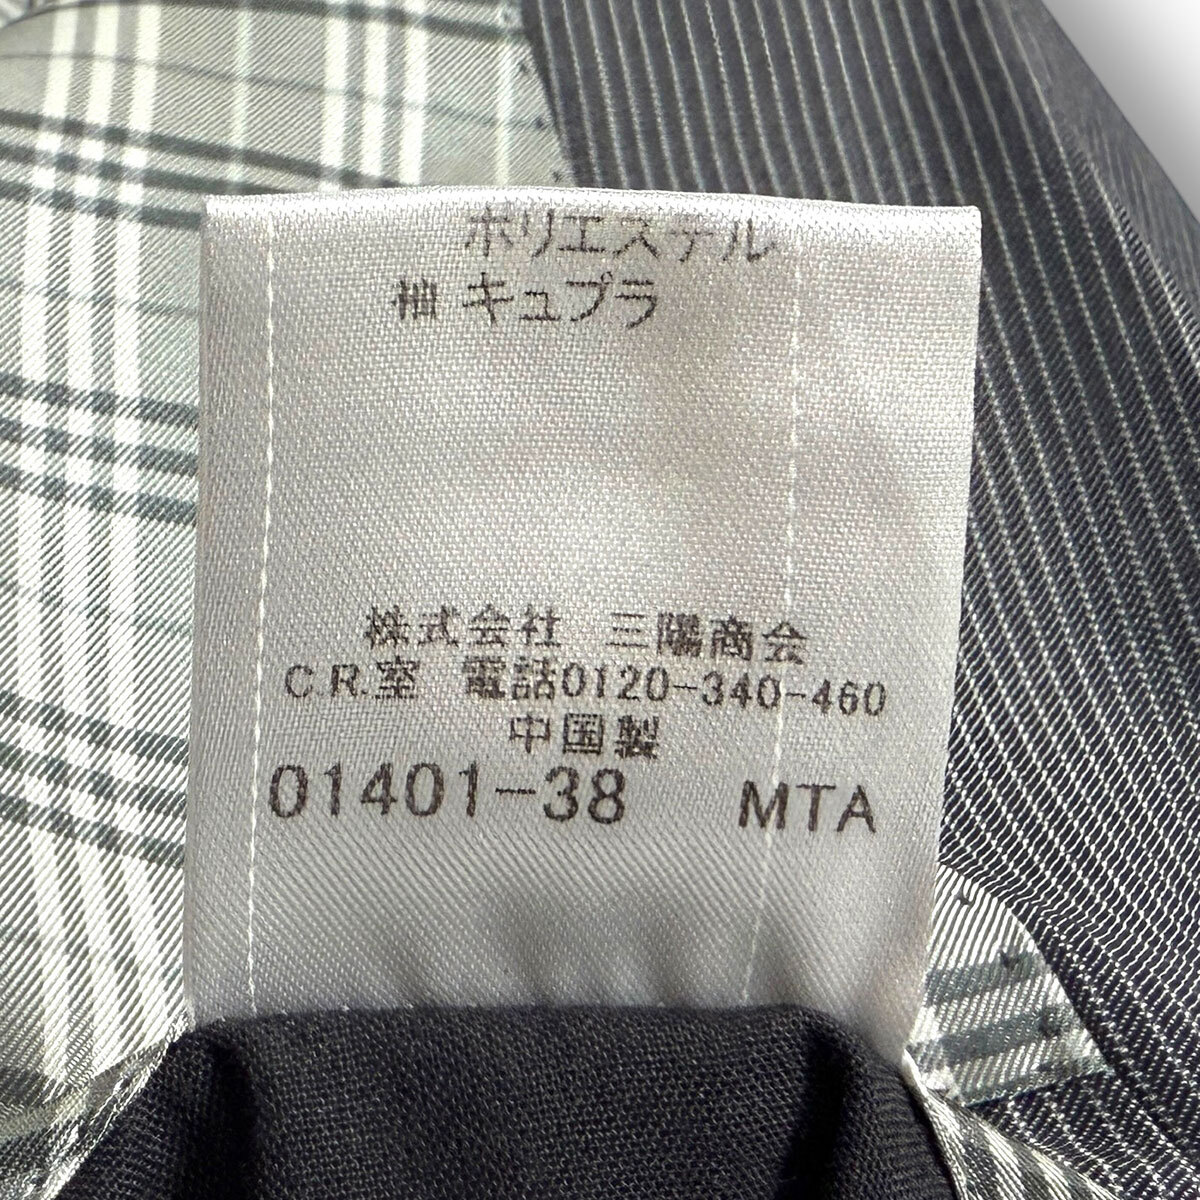 ポリエステル
袖 キュプラ
株式会社 三陽商会
C.R.室 電話0120-340-460
中国製
01401-38 MTA